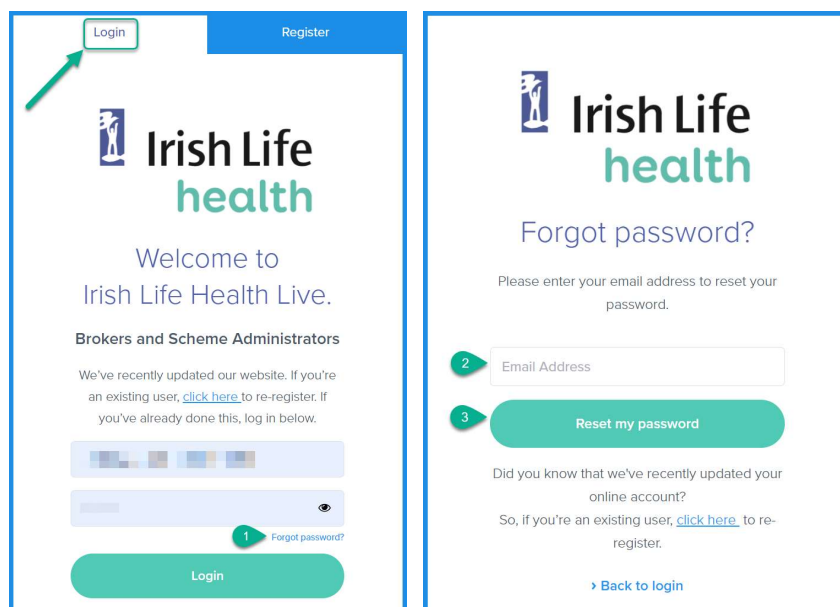 Login
Register
Irish Life
health
Welcome to
Irish Life Health Live.
Brokers and Scheme Administrators
We've recently updated our website. If you're
an existing user, click here to re-register. If
you've already done this, log in below.
1
Forgot password?
Login
Irish Life
health
Forgot password?
Please enter your email address to reset your
password.
2
Email Address
3
Reset my password
Did you know that we've recently updated your
online account?
So, if you're an existing user, click here to re-
register.
› Back to login